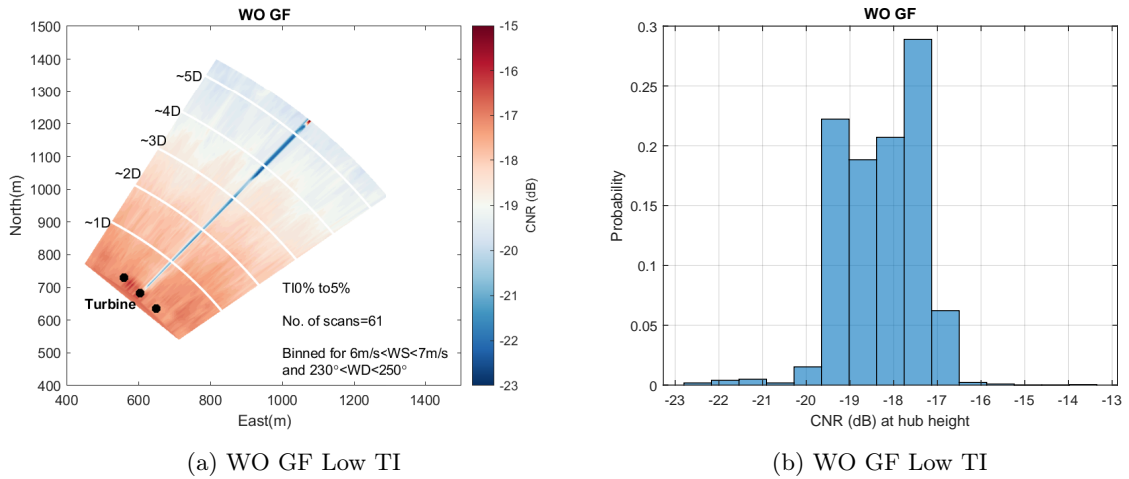 WO GF
1500
1400
1300
1200
1100
1000
900
800
700
600
500
400
400
600
800
1000
1200
1400
North(m)
East(m)
~5D
~4D
~3D
~2D
~1D
Turbine
TI0% to5%
No. of scans=61
Binned for 6m/s<WS<7m/s
and 230°<WD<250°
-15
-16
-17
-18
-19
-20
-21
-22
-23
CNR (dB)
(a) WO GF Low TI
WO GF
0.3
0.25
0.2
0.15
0.1
0.05
0
Probability
-23
-22
-21
-20
-19
-18
-17
-16
-15
-14
-13
CNR (dB) at hub height
(b) WO GF Low TI